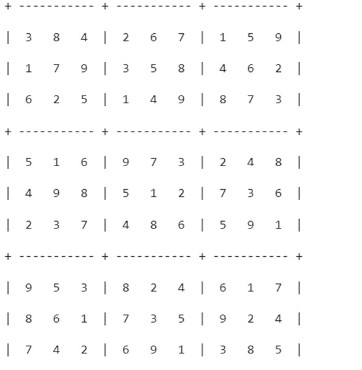 + ----------- + ----------- + ----------- +
| 3 8 4 | 2 6 7 | 1 5 9 |
| 1 7 9 | 3 5 8 | 4 6 2 |
| 6 2 5 | 1 4 9 | 8 7 3 |
+ ----------- + ----------- + ----------- +
| 5 1 6 | 9 7 3 | 2 4 8 |
| 4 9 8 | 5 1 2 | 7 3 6 |
| 2 3 7 | 4 8 6 | 5 9 1 |
+ ----------- + ----------- + ----------- +
| 9 5 3 | 8 2 4 | 6 1 7 |
| 8 6 1 | 7 3 5 | 9 2 4 |
| 7 4 2 | 6 9 1 | 3 8 5 |